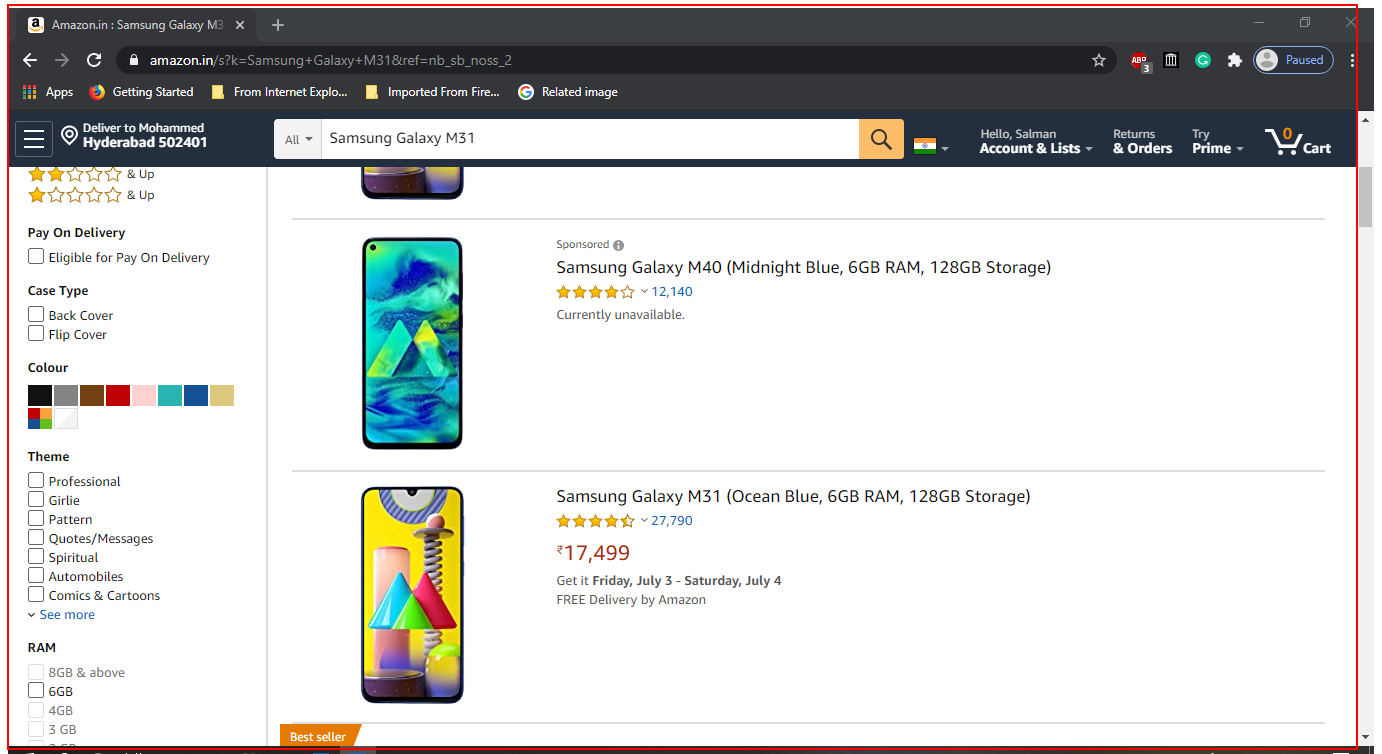 Amazon.in : Samsung Galaxy M3
amazon.in/s?k=Samsung+Galaxy+M31&ref=nb_sb_noss_2
ABP
3
Paused
Apps
Getting Started
From Internet Explo...
Imported From Fire...
Related image
Deliver to Mohammed
Hyderabad 502401
All
Samsung Galaxy M31
Hello, Salman
Account & Lists
Returns
& Orders
Try
Prime
0
Cart
& Up
& Up
Pay On Delivery
Eligible for Pay On Delivery
Case Type
Back Cover
Flip Cover
Colour
Theme
Professional
Girlie
Pattern
Quotes/Messages
Spiritual
Automobiles
Comics & Cartoons
See more
RAM
8GB & above
6GB
4GB
3 GB
Sponsored
Samsung Galaxy M40 (Midnight Blue, 6GB RAM, 128GB Storage)
12,140
Currently unavailable.
Samsung Galaxy M31 (Ocean Blue, 6GB RAM, 128GB Storage)
27,790
₹17,499
Get it Friday, July 3 - Saturday, July 4
FREE Delivery by Amazon
Best seller